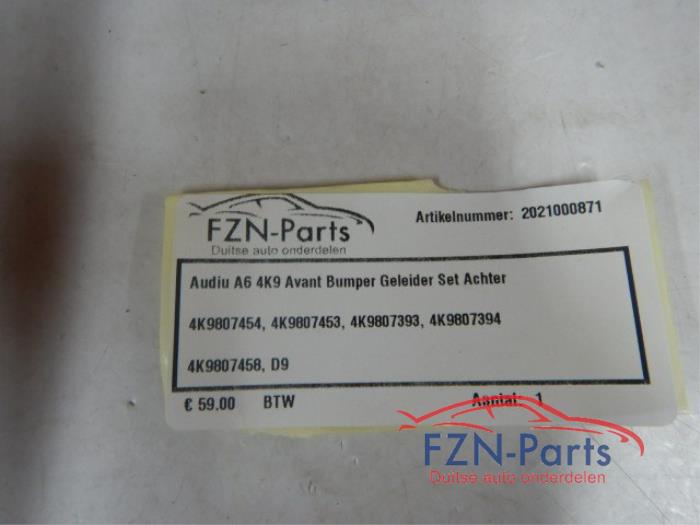 FZN-Parts
Duitse auto onderdelen
Artikelnummer: 2021000871
Audiu A6 4K9 Avant Bumper Geleider Set Achter
4K9807454, 4K9807453, 4K9807393, 4K9807394
4K9807458, D9
€ 59.00 BTW Aantal: 1
FZN-Parts
Duitse auto onderdelen